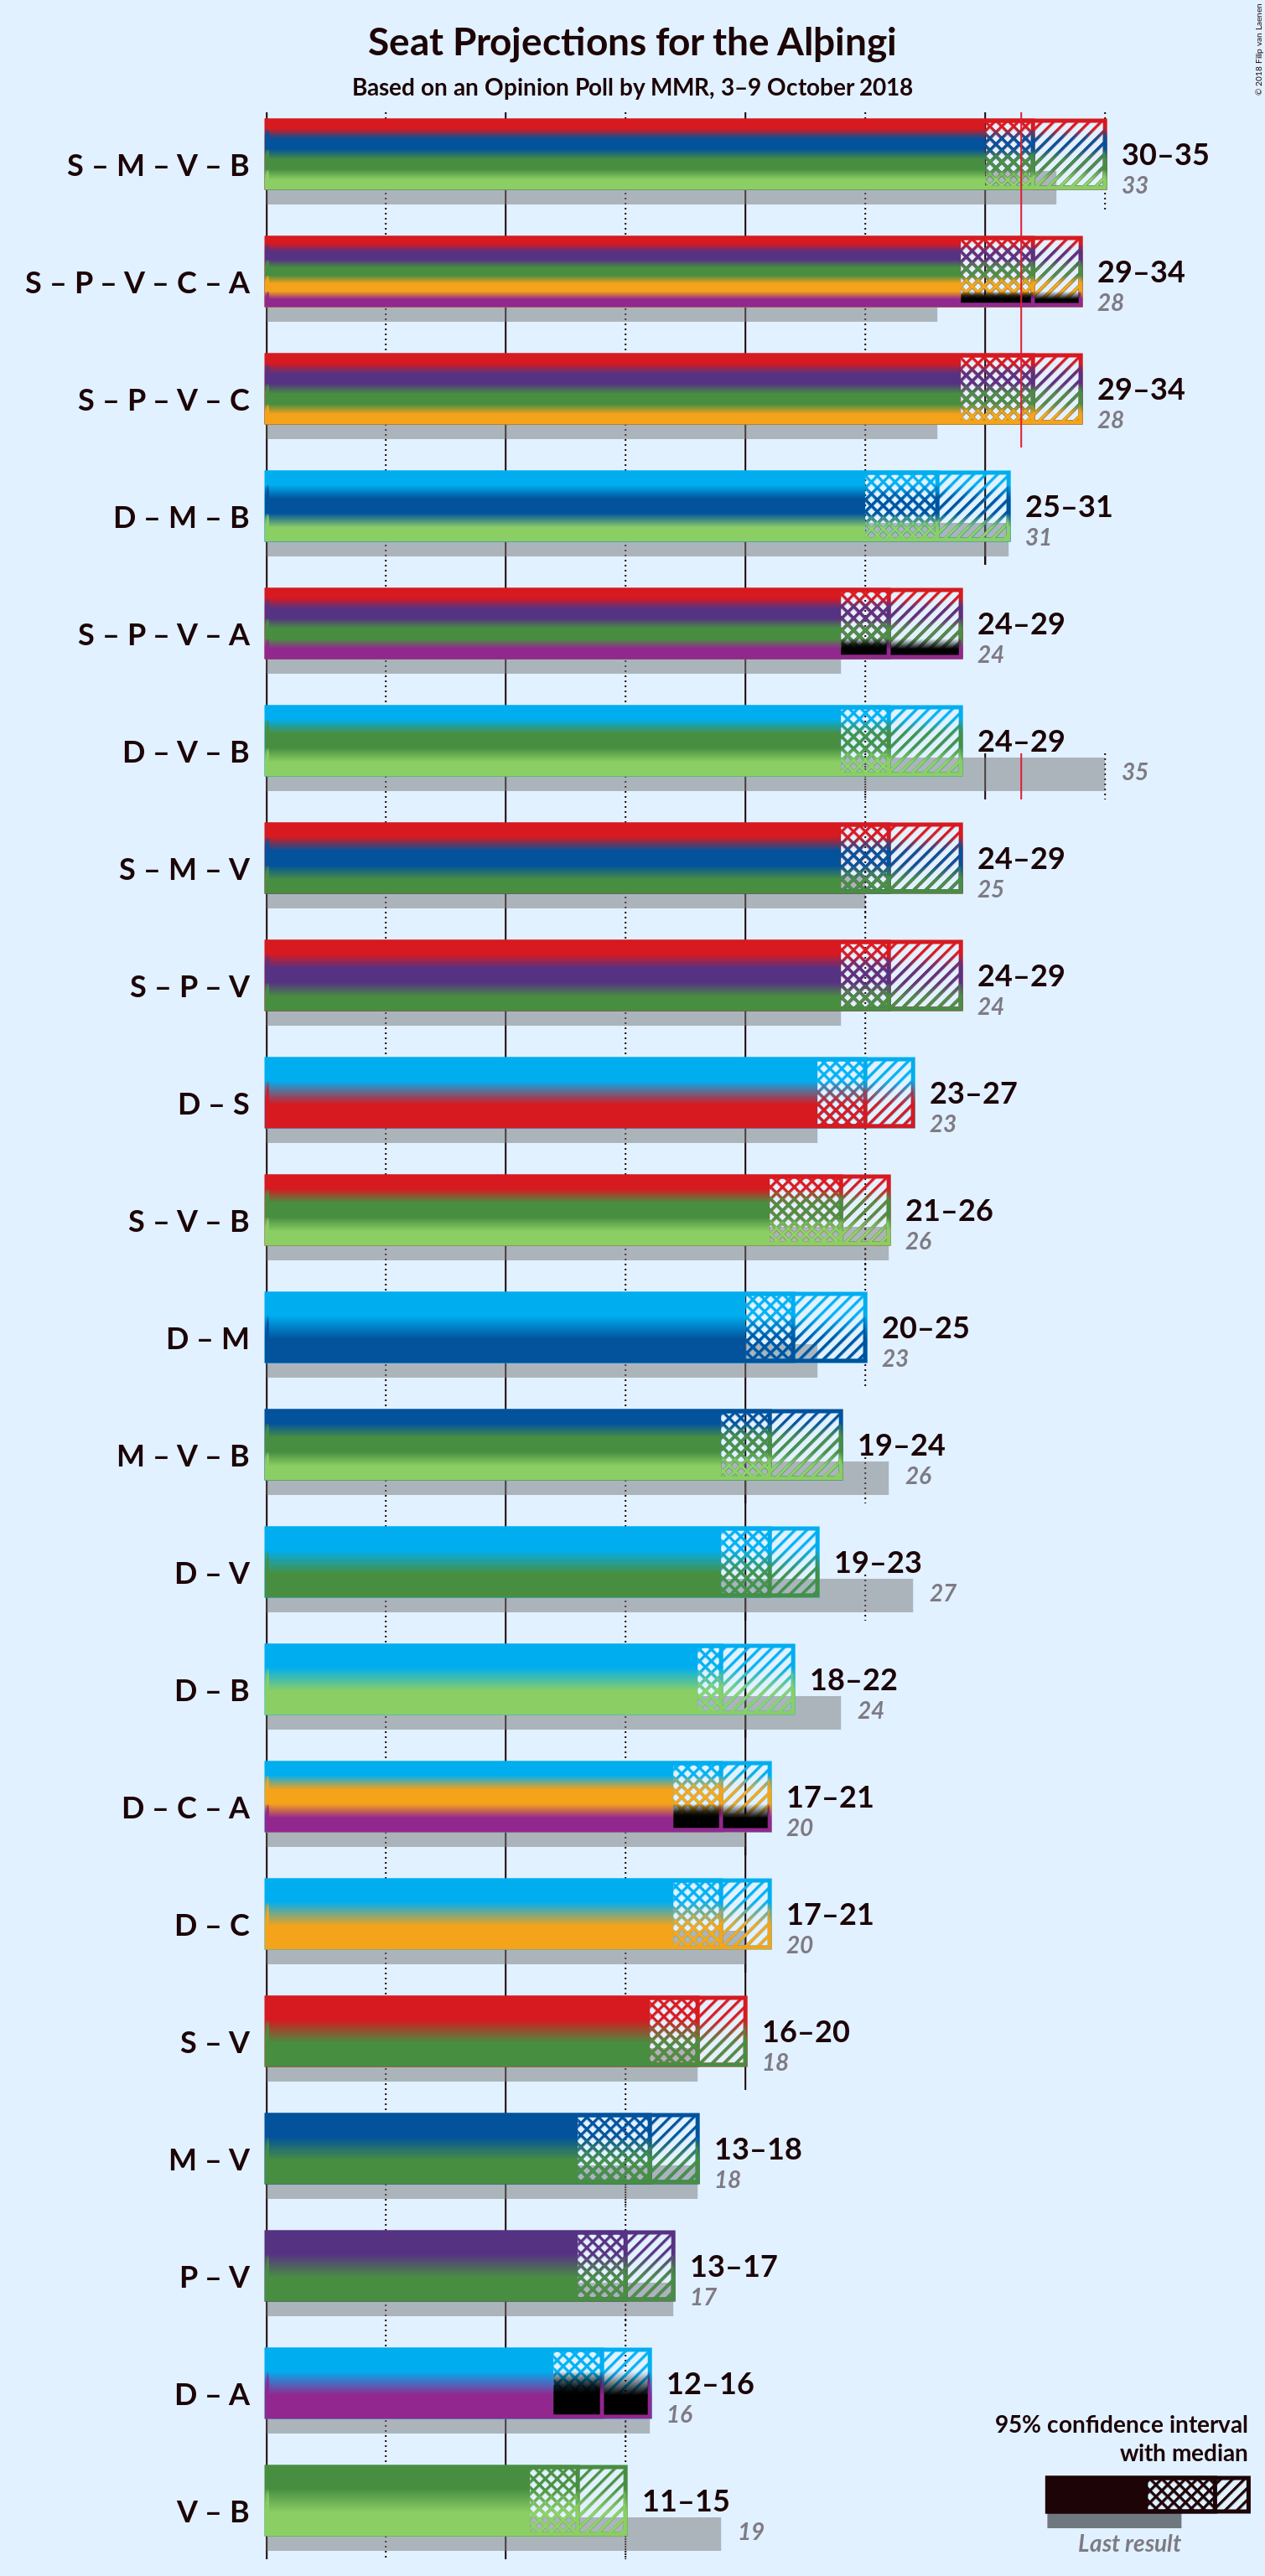 Seat Projections for the Alþingi
Based on an Opinion Poll by MMR, 3–9 October 2018
© 2018 Filip van Laenen
S – M – V – B
30–35
33
S – P – V – C – A
29–34
28
S – P – V – C
29–34
28
D – M – B
25–31
31
S – P – V – A
24–29
24
D – V – B
24–29
35
S – M – V
24–29
25
S – P – V
24–29
24
D – S
23–27
23
S – V – B
21–26
26
D – M
20–25
23
M – V – B
19–24
26
D – V
19–23
27
D – B
18–22
24
D – C – A
17–21
20
D – C
17–21
20
S – V
16–20
18
M – V
13–18
18
P – V
13–17
17
D – A
12–16
16
V – B
11–15
19
95% confidence interval
with median
Last result